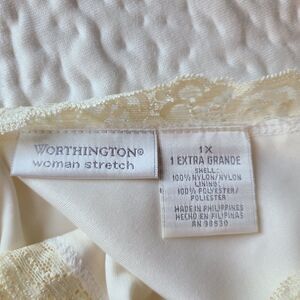 WORTHINGTON®
woman stretch
1X
1 EXTRA GRANDE
SHELL:
100% NYLON/NYLON
LINING:
100% POLYESTER/
POLIESTER
MADE IN PHILIPPINES
HECHO EN FILIPINAS
RN 93630